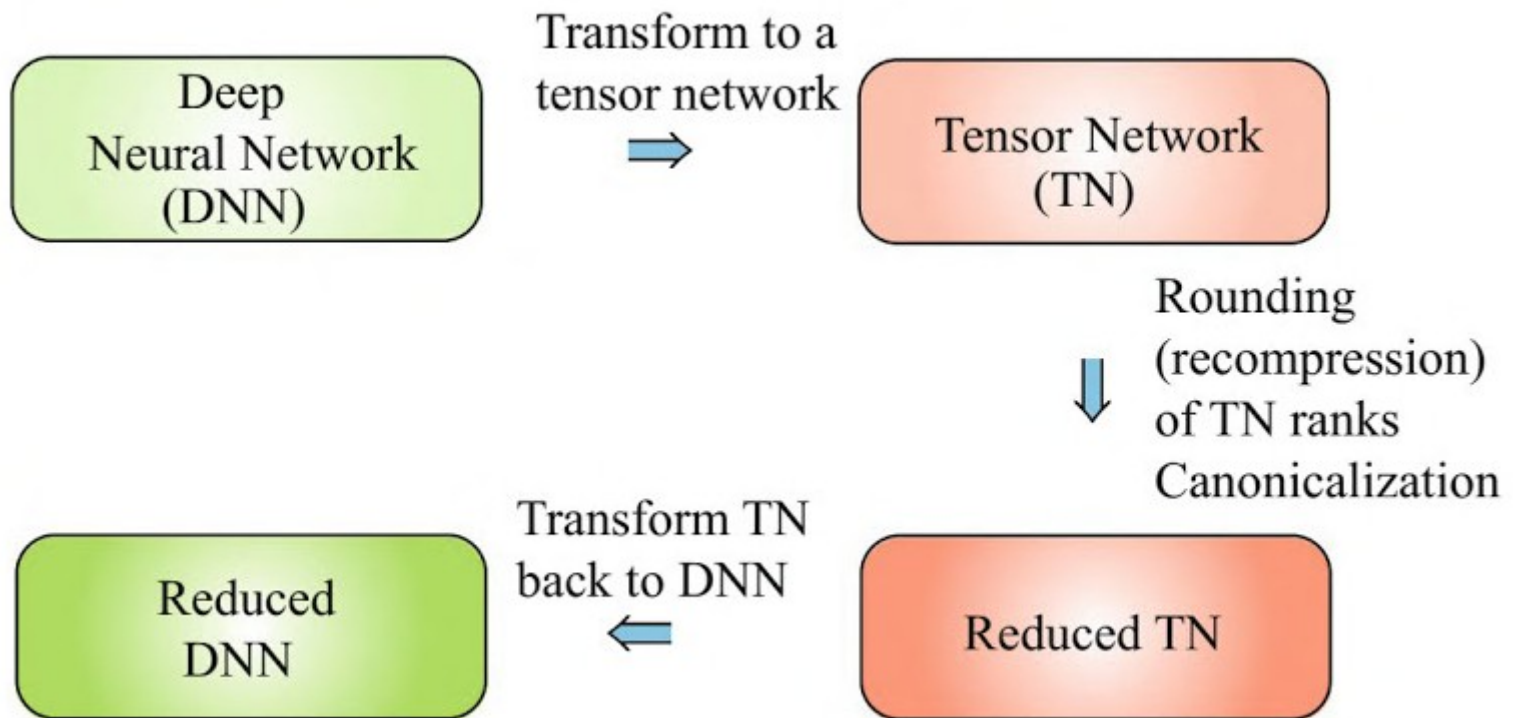 Deep
Neural Network
(DNN)
Transform to a
tensor network
Tensor Network
(TN)
Rounding
(recompression)
of TN ranks
Canonicalization
Reduced TN
Transform TN
back to DNN
Reduced
DNN